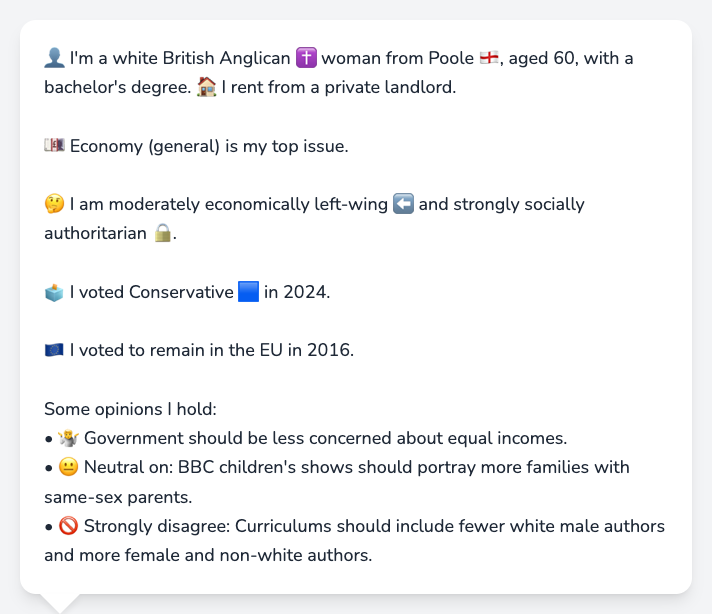 👤 I'm a white British Anglican ✝️ woman from Poole 🏴󠁧󠁢󠁥󠁮󠁧󠁿, aged 60, with a
bachelor's degree. 🏠 I rent from a private landlord.
💷 Economy (general) is my top issue.
🤔 I am moderately economically left-wing ⬅️ and strongly socially
authoritarian 🔒.
🗳️ I voted Conservative 🟦 in 2024.
🇪🇺 I voted to remain in the EU in 2016.
Some opinions I hold:
• 🤷 Government should be less concerned about equal incomes.
• 😐 Neutral on: BBC children's shows should portray more families with
same-sex parents.
• 🚫 Strongly disagree: Curriculums should include fewer white male authors
and more female and non-white authors.